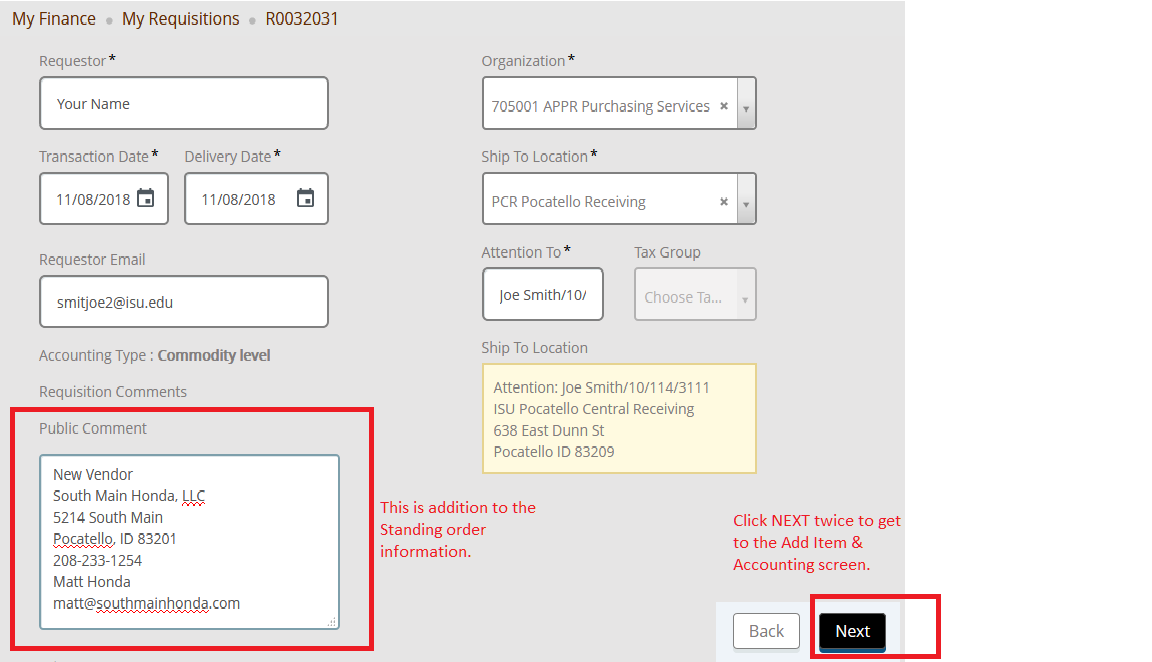 My Finance • My Requisitions • R0032031
Requestor*
Your Name
Organization*
705001 APPR Purchasing Services ×
Transaction Date*
Delivery Date*
11/08/2018
11/08/2018
Ship To Location*
PCR Pocatello Receiving ×
Requestor Email
smitjoe2@isu.edu
Attention To*
Tax Group
Joe Smith/10/
Choose Ta...
Accounting Type : Commodity level
Ship To Location
Attention: Joe Smith/10/114/3111
ISU Pocatello Central Receiving
638 East Dunn St
Pocatello ID 83209
Requisition Comments
Public Comment
New Vendor
South Main Honda, LLC
5214 South Main
Pocatello, ID 83201
208-233-1254
Matt Honda
matt@southmainhonda.com
This is addition to the
Standing order
information.
Click NEXT twice to get
to the Add Item &
Accounting screen.
Back
Next